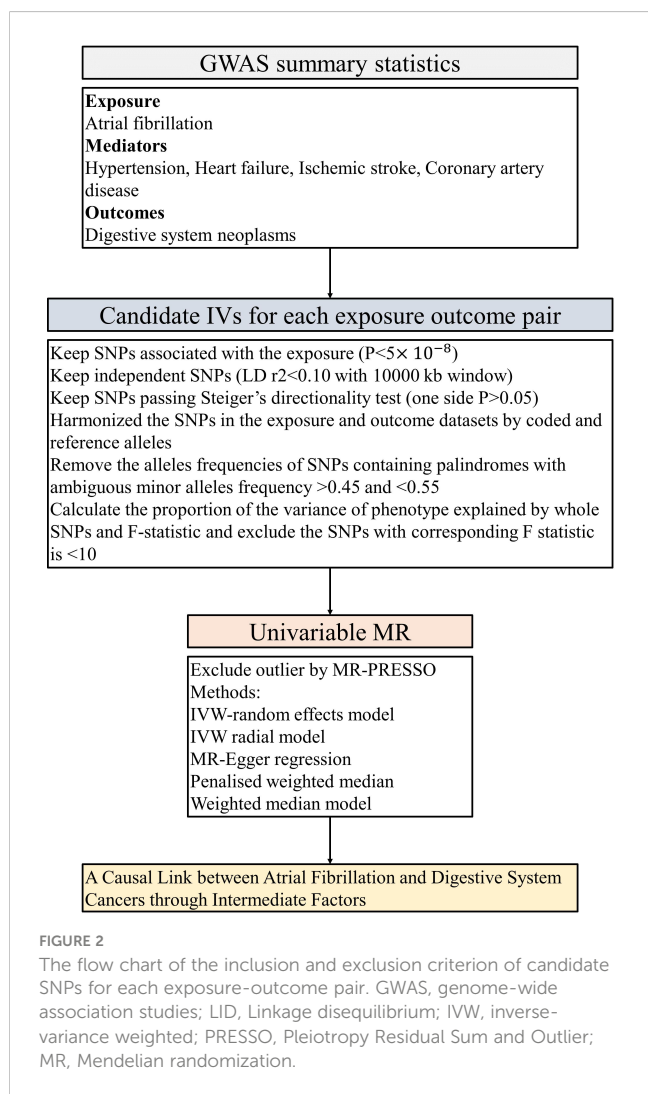 GWAS summary statistics
Exposure
Atrial fibrillation
Mediators
Hypertension, Heart failure, Ischemic stroke, Coronary artery
disease
Outcomes
Digestive system neoplasms
Candidate IVs for each exposure outcome pair
Keep SNPs associated with the exposure (P<5× 10⁻⁸)
Keep independent SNPs (LD r2<0.10 with 10000 kb window)
Keep SNPs passing Steiger’s directionality test (one side P>0.05)
Harmonized the SNPs in the exposure and outcome datasets by coded and
reference alleles
Remove the alleles frequencies of SNPs containing palindromes with
ambiguous minor alleles frequency >0.45 and <0.55
Calculate the proportion of the variance of phenotype explained by whole
SNPs and F-statistic and exclude the SNPs with corresponding F statistic
is <10
Univariable MR
Exclude outlier by MR-PRESSO
Methods:
IVW-random effects model
IVW radial model
MR-Egger regression
Penalised weighted median
Weighted median model
A Causal Link between Atrial Fibrillation and Digestive System
Cancers through Intermediate Factors
FIGURE 2
The flow chart of the inclusion and exclusion criterion of candidate
SNPs for each exposure-outcome pair. GWAS, genome-wide
association studies; LID, Linkage disequilibrium; IVW, inverse-
variance weighted; PRESSO, Pleiotropy Residual Sum and Outlier;
MR, Mendelian randomization.